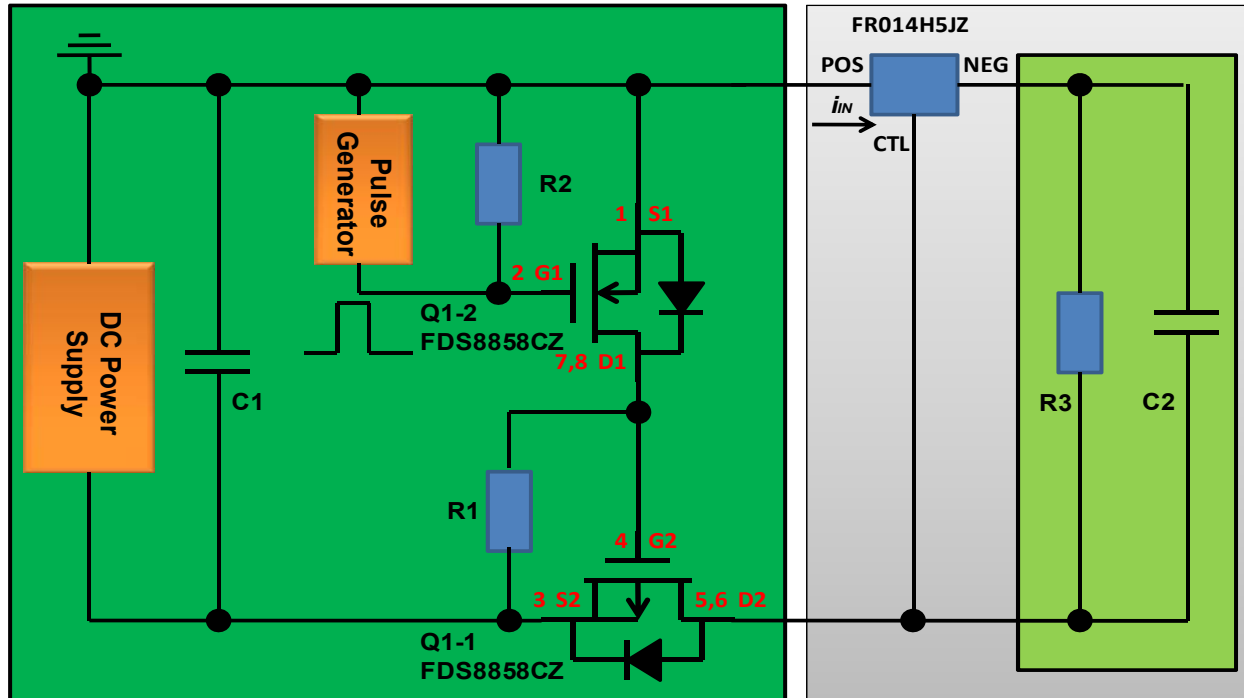 FR014H5JZ
POS
NEG
iIN
CTL
Pulse
Generator
R2
1 S1
2 G1
Q1-2
FDS8858CZ
7,8 D1
DC Power
Supply
C1
R3
C2
R1
4 G2
3 S2
5,6 D2
Q1-1
FDS8858CZ